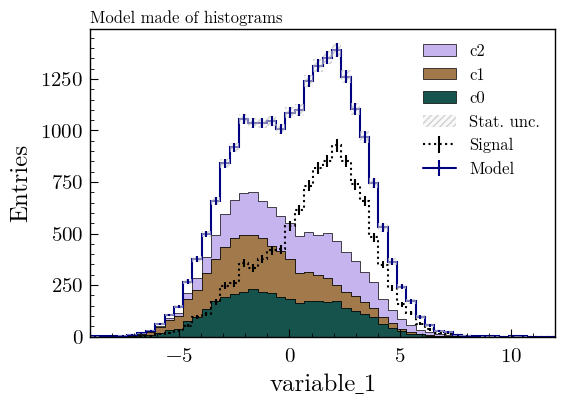 Model made of histograms
Entries
1250
1000
750
500
250
0
c2
c1
c0
Stat. unc.
Signal
Model
−5
0
5
10
variable_1